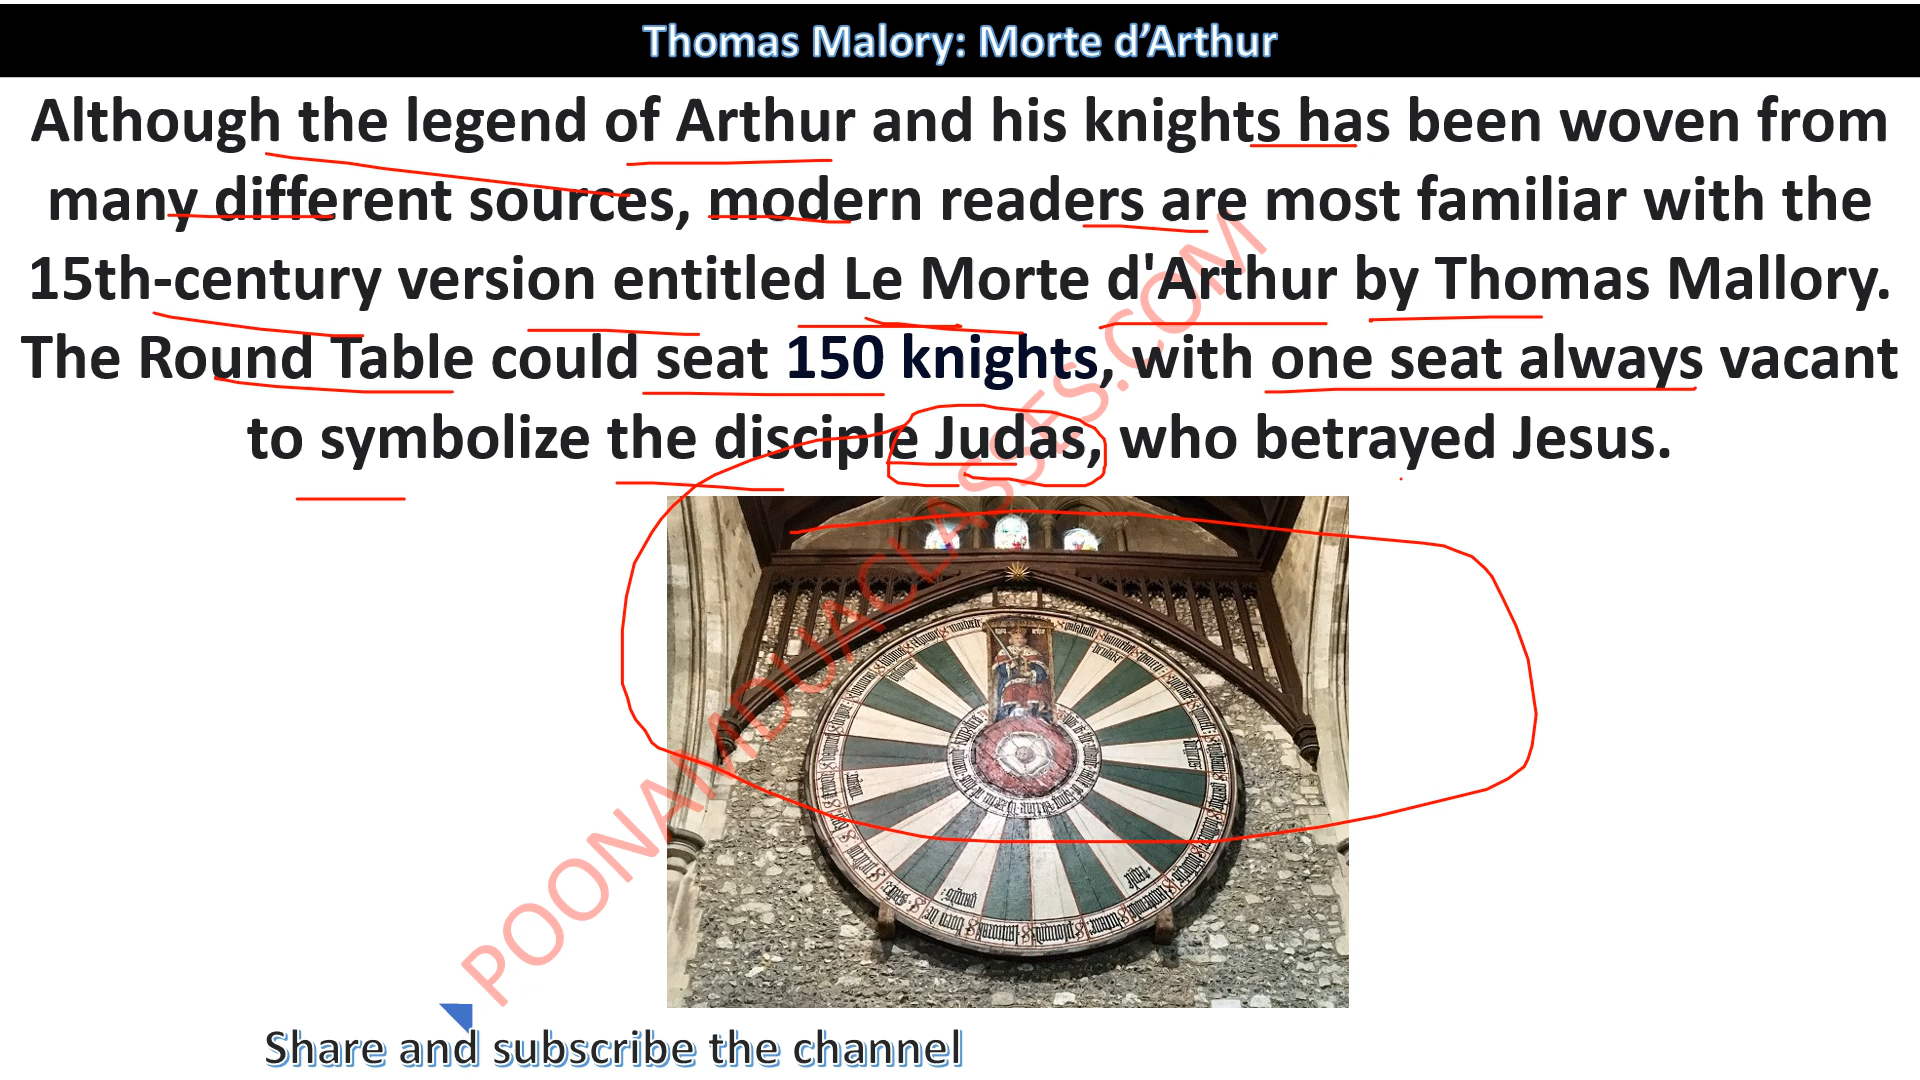 Thomas Malory: Morte d’Arthur
Although the legend of Arthur and his knights has been woven from
many different sources, modern readers are most familiar with the
15th-century version entitled Le Morte d'Arthur by Thomas Mallory.
The Round Table could seat 150 knights, with one seat always vacant
to symbolize the disciple Judas, who betrayed Jesus.
POONAMDUACLASSES.COM
Share and subscribe the channel